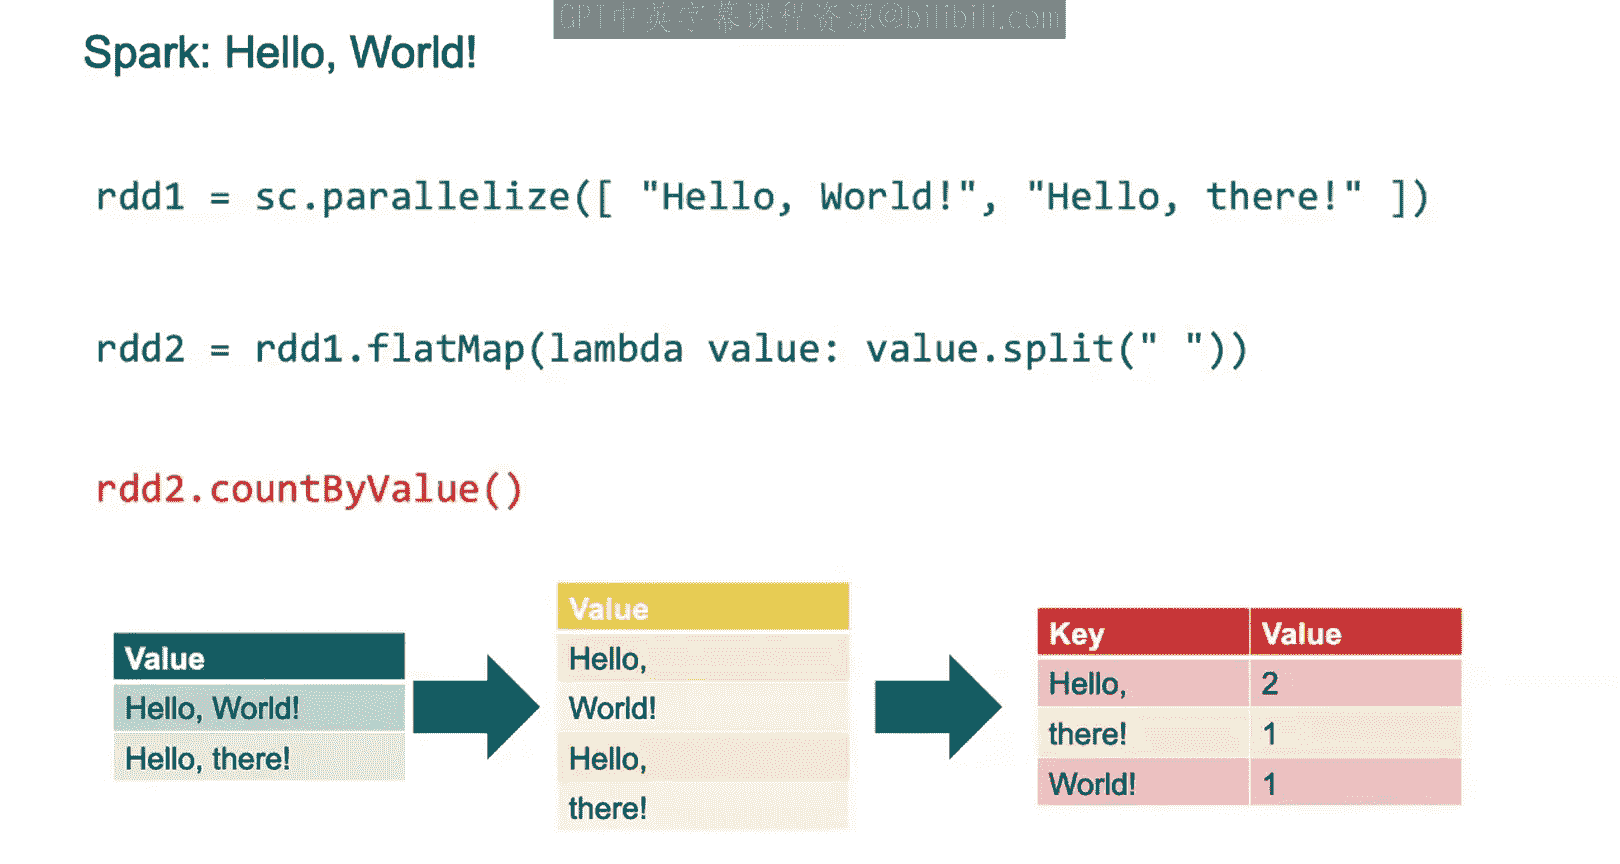 GPT中英字幕课程资源@bilibili.com
Spark: Hello, World!
rdd1 = sc.parallelize([ "Hello, World!", "Hello, there!" ])
rdd2 = rdd1.flatMap(lambda value: value.split(" "))
rdd2.countByValue()
Value
Hello, World!
Hello, there!
Value
Hello,
World!
Hello,
there!
Key Value
Hello, 2
there! 1
World! 1